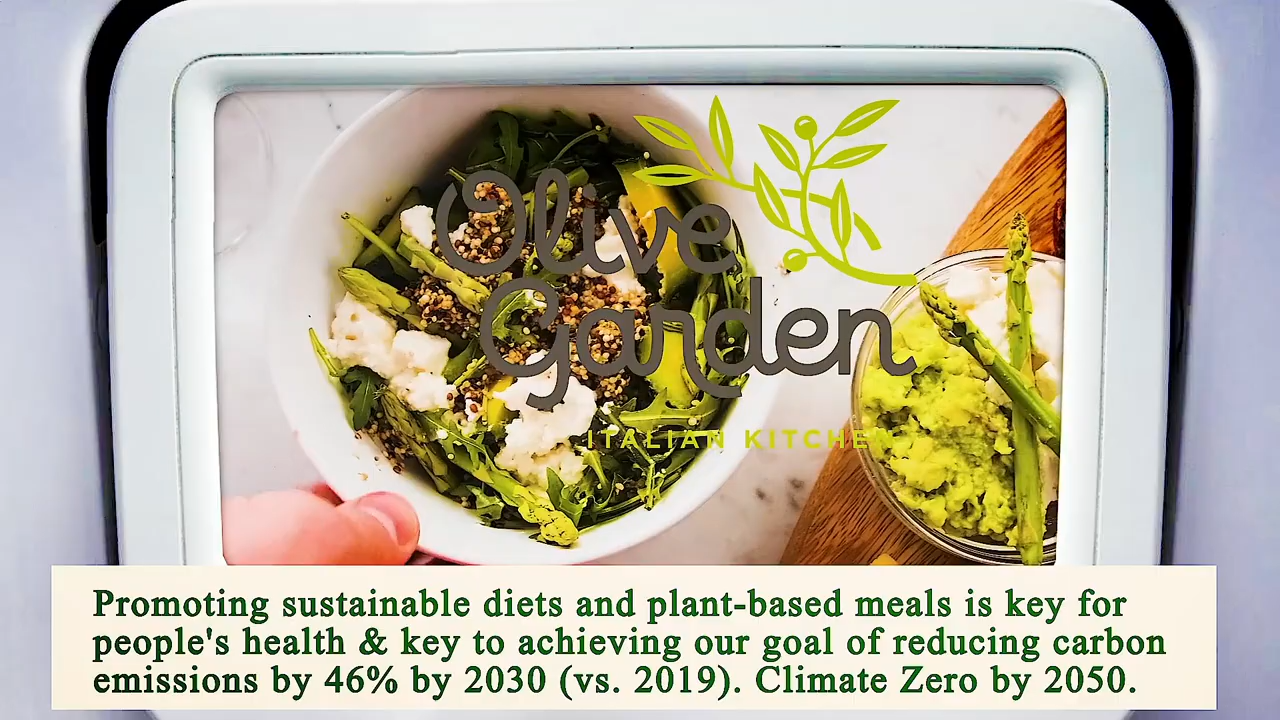 Olive
Garden
ITALIAN KITCHEN
Promoting sustainable diets and plant-based meals is key for
people's health & key to achieving our goal of reducing carbon
emissions by 46% by 2030 (vs. 2019). Climate Zero by 2050.